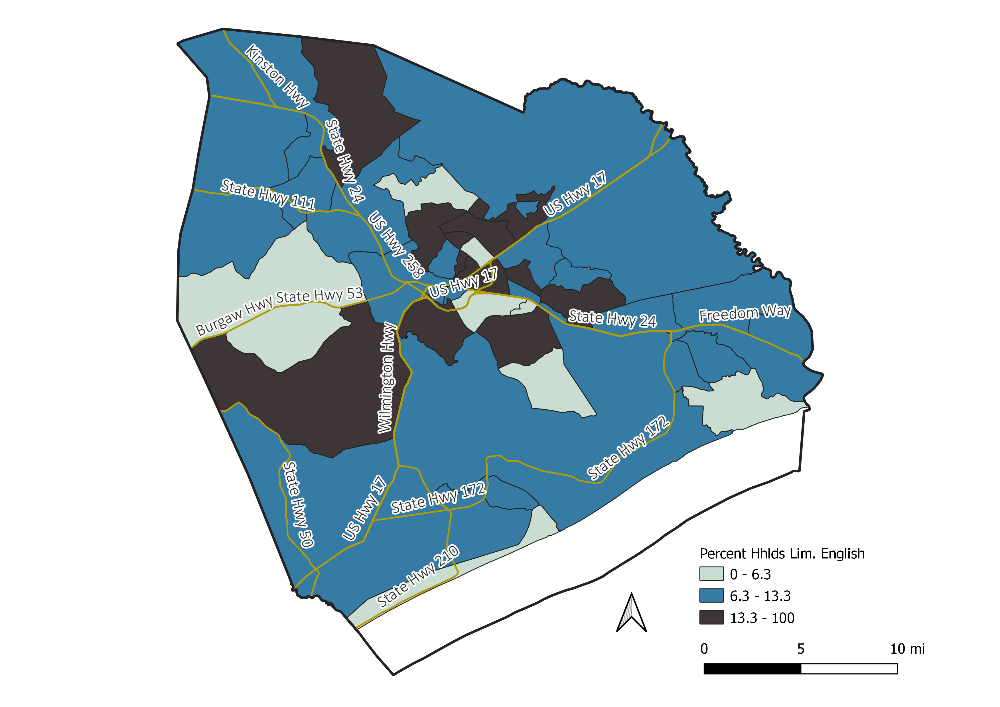 Kinston Hwy
State Hwy 24
State Hwy 111
US Hwy 17
US Hwy 258
US Hwy 17
Burgaw Hwy
State Hwy 53
State Hwy 24
Freedom Way
Wilmington Hwy
State Hwy 172
State Hwy 50
US Hwy 17
State Hwy 172
State Hwy 210
Percent Hhlds Lim. English
0 - 6.3
6.3 - 13.3
13.3 - 100
0 5 10 mi